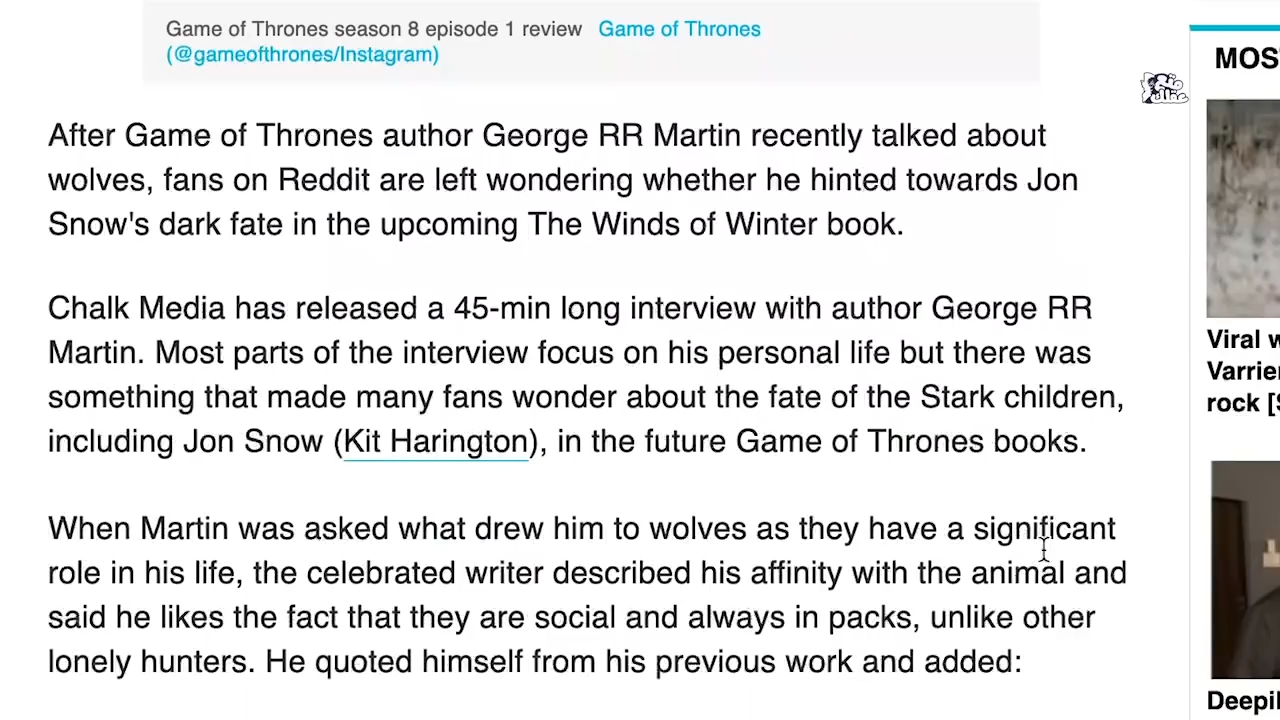 Game of Thrones season 8 episode 1 review Game of Thrones
(@gameofthrones/Instagram)
After Game of Thrones author George RR Martin recently talked about
wolves, fans on Reddit are left wondering whether he hinted towards Jon
Snow's dark fate in the upcoming The Winds of Winter book.
Chalk Media has released a 45-min long interview with author George RR
Martin. Most parts of the interview focus on his personal life but there was
something that made many fans wonder about the fate of the Stark children,
including Jon Snow (Kit Harington), in the future Game of Thrones books.
When Martin was asked what drew him to wolves as they have a significant
role in his life, the celebrated writer described his affinity with the animal and
said he likes the fact that they are social and always in packs, unlike other
lonely hunters. He quoted himself from his previous work and added:
MOS
Viral w
Varrier
rock [S
Deepil